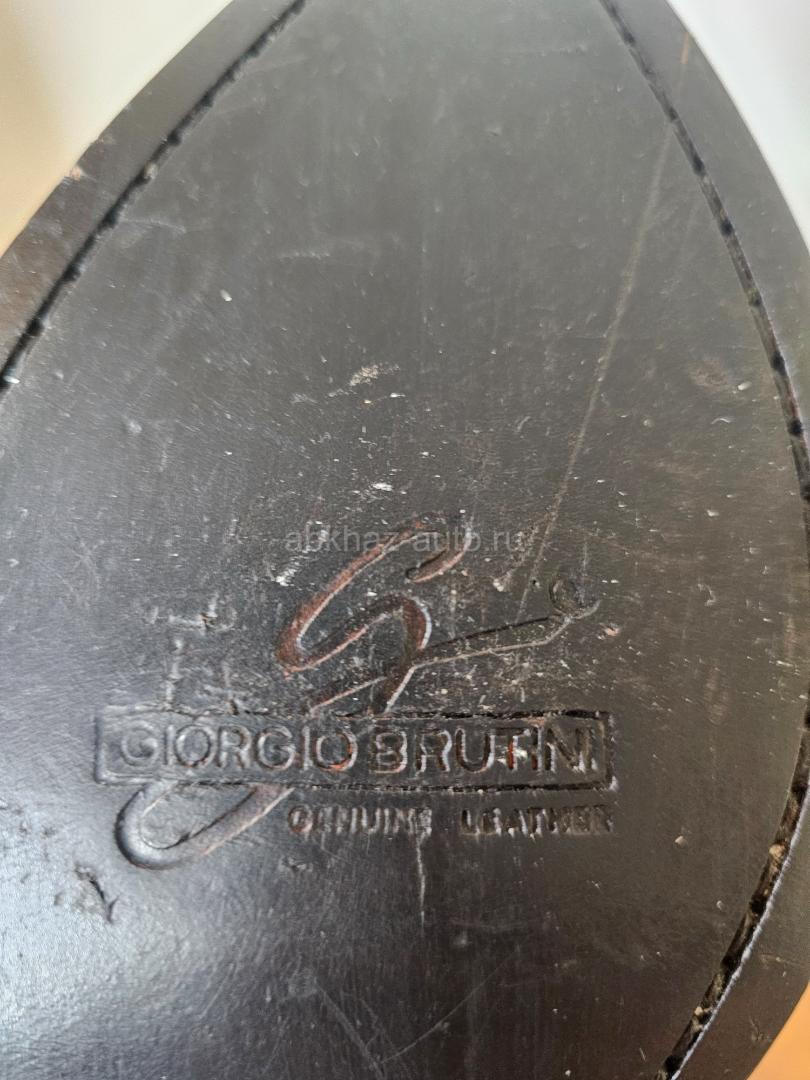 abkhaz-auto.ru
GIORGIO BRUTINI
GENUINE LEATHER